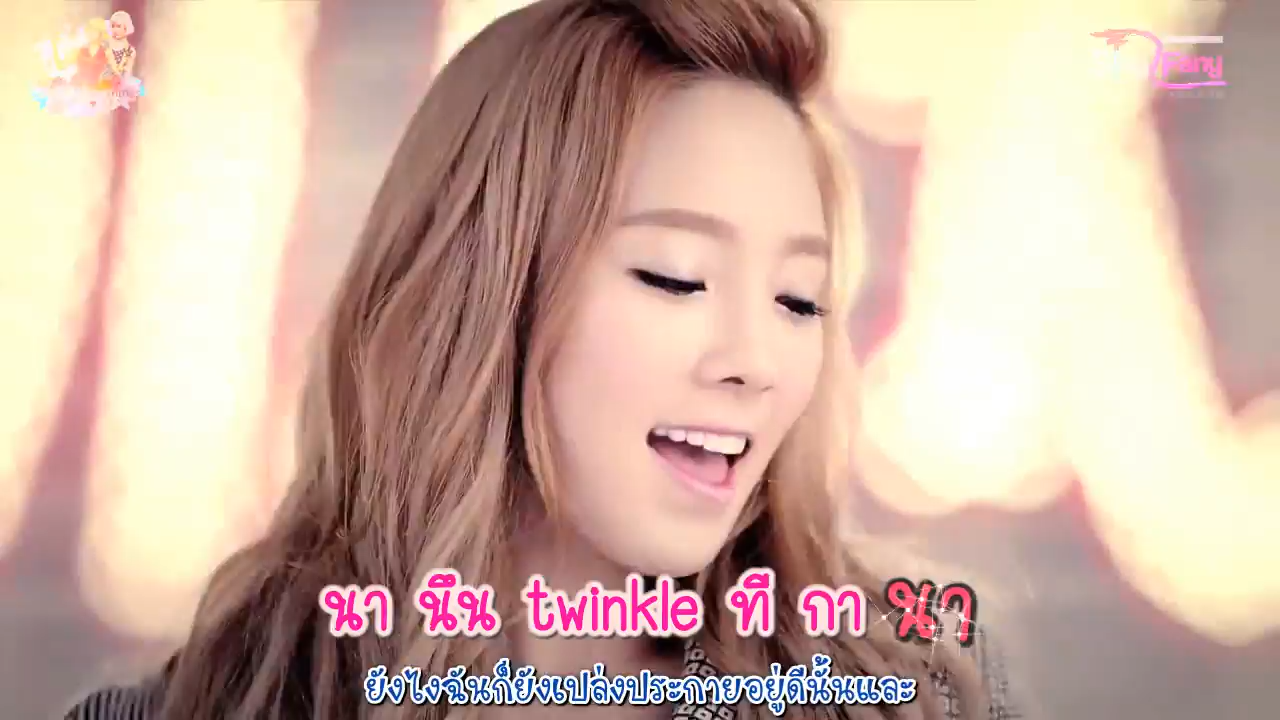 Fany
นา นึน twinkle ที กา นา
ยังไงฉันก็ยังเปล่งประกายอยู่ดีนั้นและ